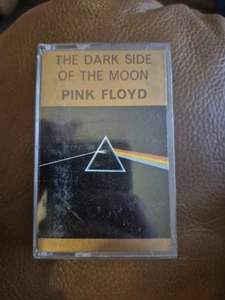 THE DARK SIDE
OF THE MOON
PINK FLOYD